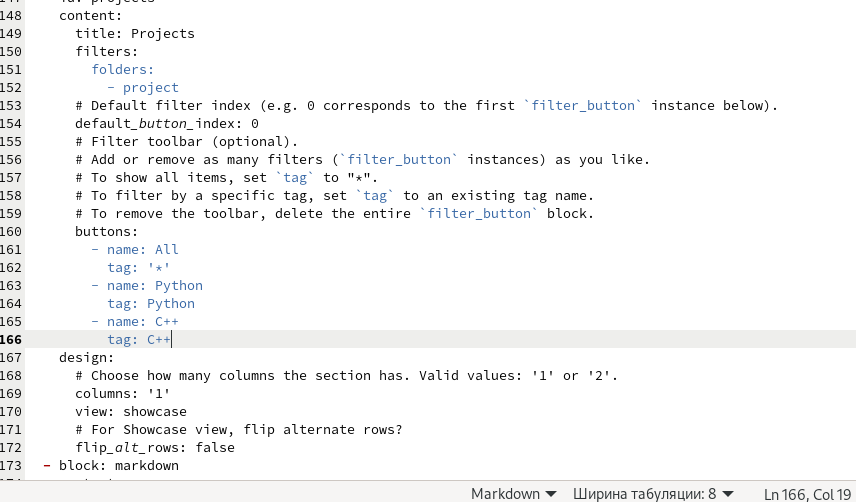 148 content:
149 title: Projects
150 filters:
151 folders:
152 - project
153 # Default filter index (e.g. 0 corresponds to the first `filter_button` instance below).
154 default_button_index: 0
155 # Filter toolbar (optional).
156 # Add or remove as many filters (`filter_button` instances) as you like.
157 # To show all items, set `tag` to "*".
158 # To filter by a specific tag, set `tag` to an existing tag name.
159 # To remove the toolbar, delete the entire `filter_button` block.
160 buttons:
161 - name: All
162 tag: '*'
163 - name: Python
164 tag: Python
165 - name: C++
166 tag: C++
167 design:
168 # Choose how many columns the section has. Valid values: '1' or '2'.
169 columns: '1'
170 view: showcase
171 # For Showcase view, flip alternate rows?
172 flip_alt_rows: false
173 - block: markdown
Markdown Ширина табуляции: 8 Ln 166, Col 19